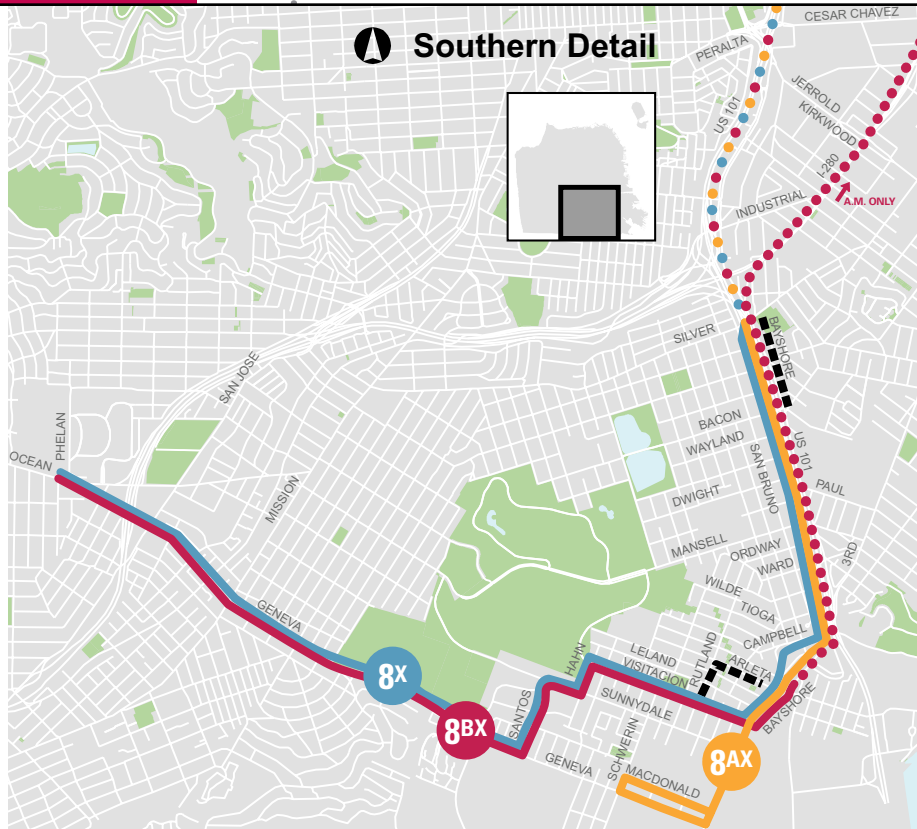 CESAR CHAVEZ
Southern Detail
PERALTA
US 101
JERROLD
KIRKWOOD
I-280
A.M. ONLY
INDUSTRIAL
SILVER
BAYSHORE
SAN JOSE
BACON
WAYLAND
US 101
SAN BRUNO
PHELAN
OCEAN
MISSION
DWIGHT
PAUL
MANSELL
ORDWAY
WARD
3RD
WILDE
TIOGA
GENEVA
CAMPBELL
HAHN
LELAND
VISITACION
RUTLAND
ARLETA
8X
SUNNYDALE
SANTOS
BAYSHORE
8BX
SCHWERIN
GENEVA
MACDONALD
8AX